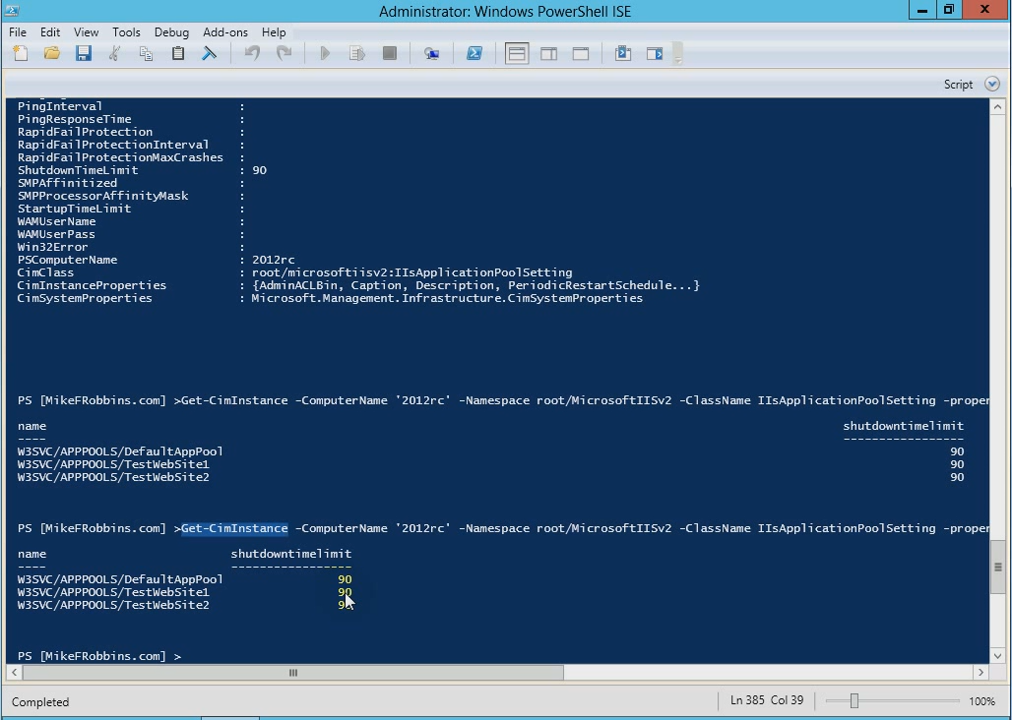 Administrator: Windows PowerShell ISE
File Edit View Tools Debug Add-ons Help
Script
PingInterval :
PingResponseTime :
RapidFailProtection :
RapidFailProtectionInterval :
RapidFailProtectionMaxCrashes :
ShutdownTimeLimit : 90
SMPAffinitized :
SMPProcessorAffinityMask :
StartupTimeLimit :
WAMUserName :
WAMUserPass :
Win32Error :
PSComputerName : 2012rc
CimClass : root/microsoftiisv2:IIsApplicationPoolSetting
CimInstanceProperties : {AdminACLBin, Caption, Description, PeriodicRestartSchedule...}
CimSystemProperties : Microsoft.Management.Infrastructure.CimSystemProperties
PS [MikeFRobbins.com] >Get-CimInstance -ComputerName '2012rc' -Namespace root/MicrosoftIISv2 -ClassName IIsApplicationPoolSetting -proper
name shutdowntimelimit
---- -----------------
W3SVC/APPPOOLS/DefaultAppPool 90
W3SVC/APPPOOLS/TestWebSite1 90
W3SVC/APPPOOLS/TestWebSite2 90
PS [MikeFRobbins.com] >Get-CimInstance -ComputerName '2012rc' -Namespace root/MicrosoftIISv2 -ClassName IIsApplicationPoolSetting -proper
name shutdowntimelimit
---- -----------------
W3SVC/APPPOOLS/DefaultAppPool 90
W3SVC/APPPOOLS/TestWebSite1 90
W3SVC/APPPOOLS/TestWebSite2 90
PS [MikeFRobbins.com] >
Completed Ln 385 Col 39 100%